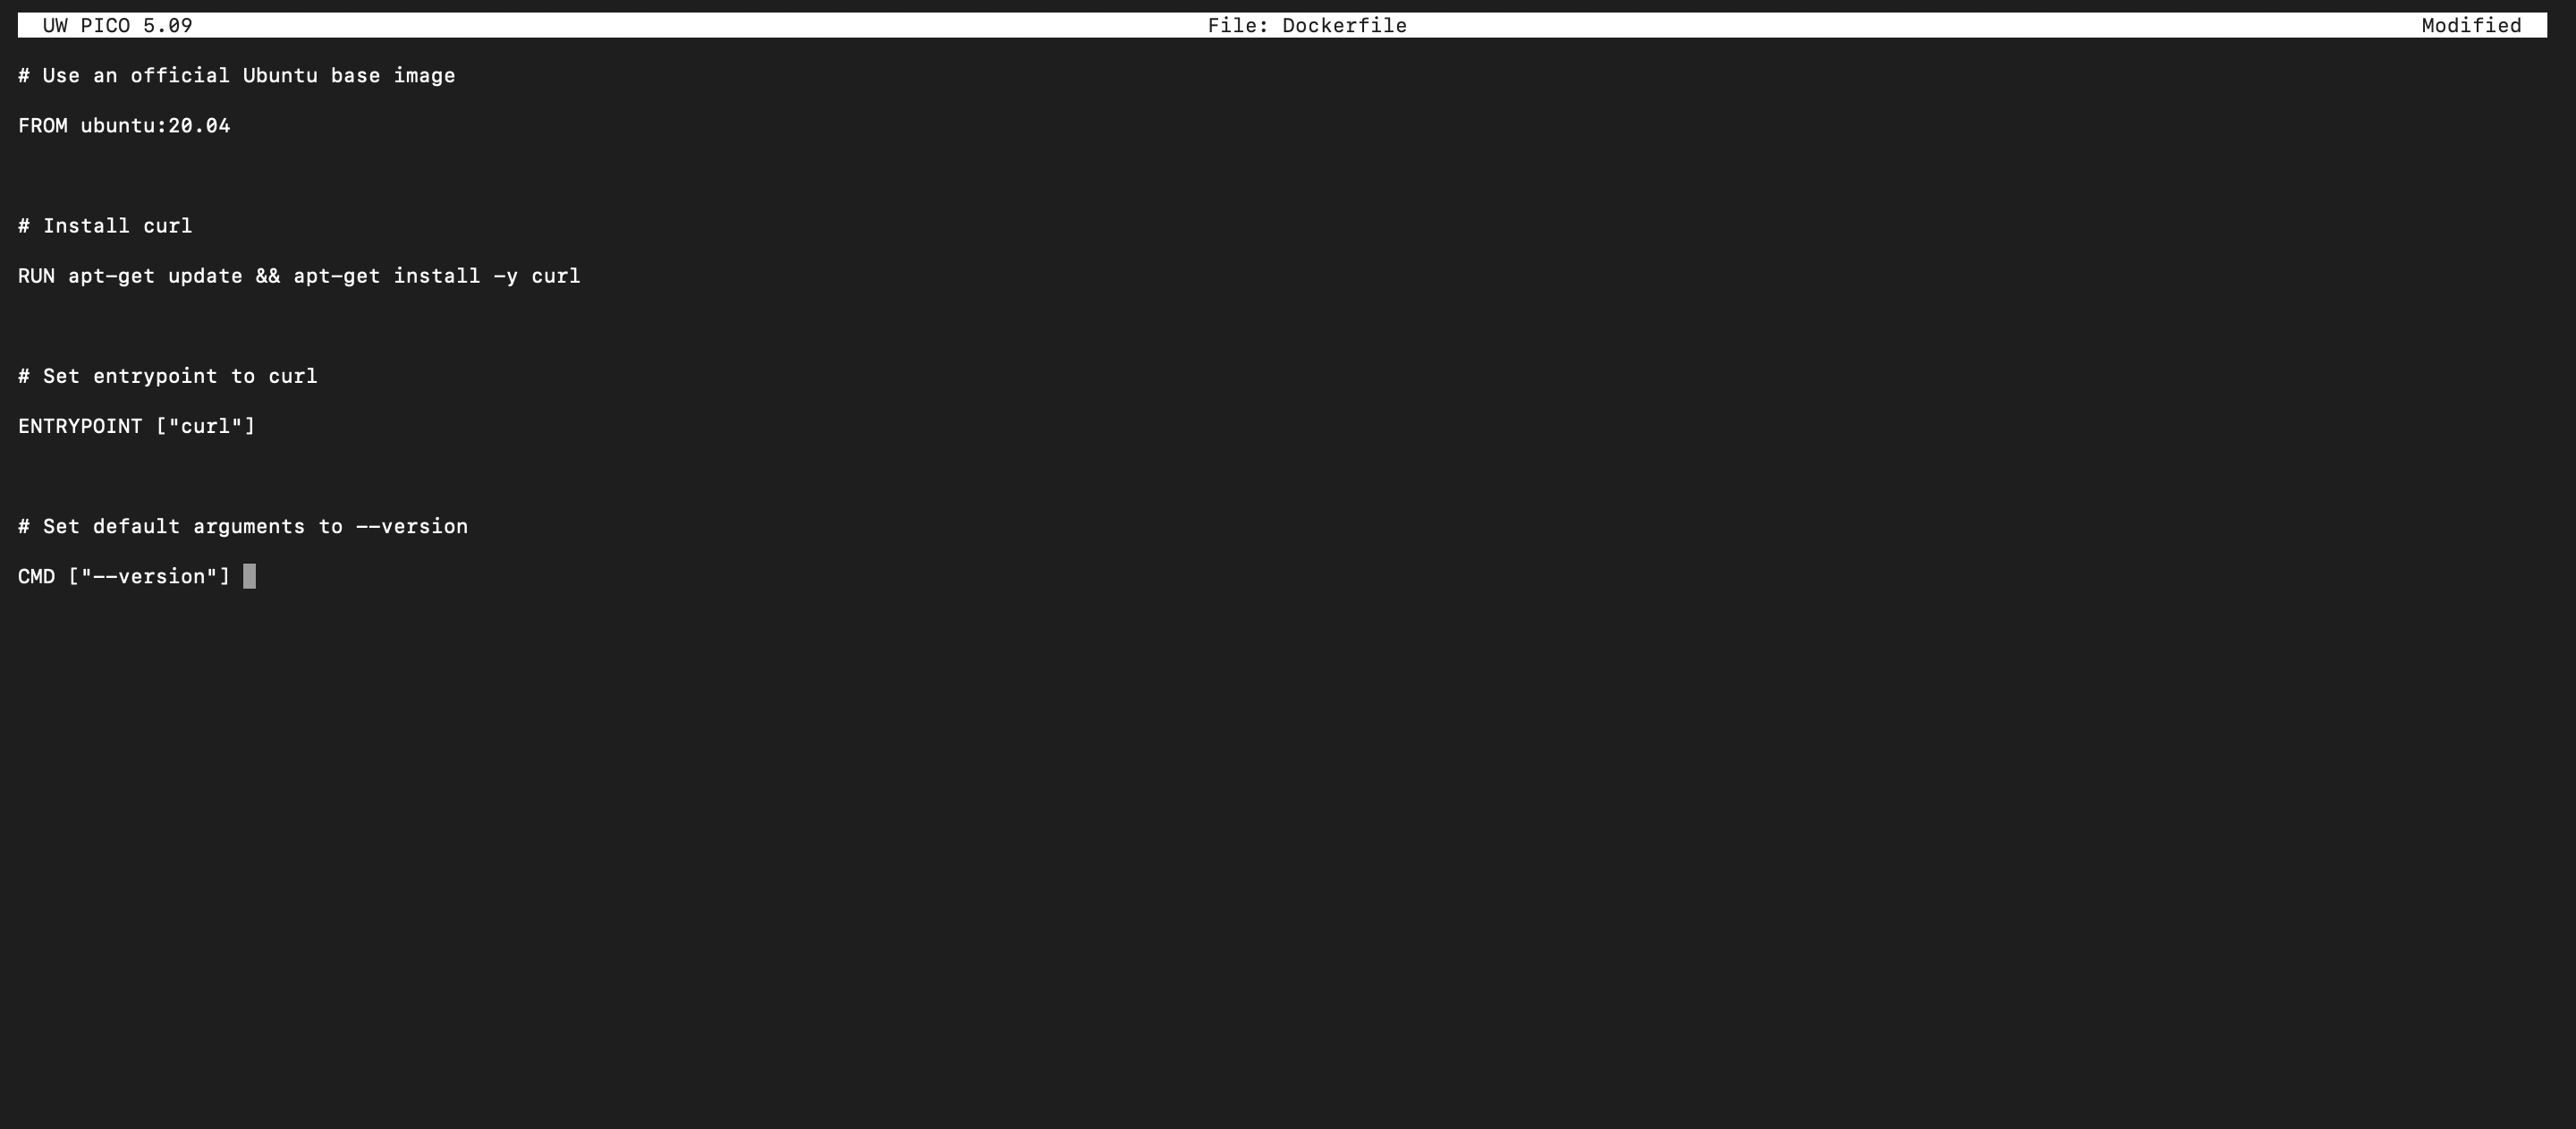 UW PICO 5.09 File: Dockerfile Modified
# Use an official Ubuntu base image
FROM ubuntu:20.04
# Install curl
RUN apt-get update && apt-get install -y curl
# Set entrypoint to curl
ENTRYPOINT ["curl"]
# Set default arguments to --version
CMD ["--version"]